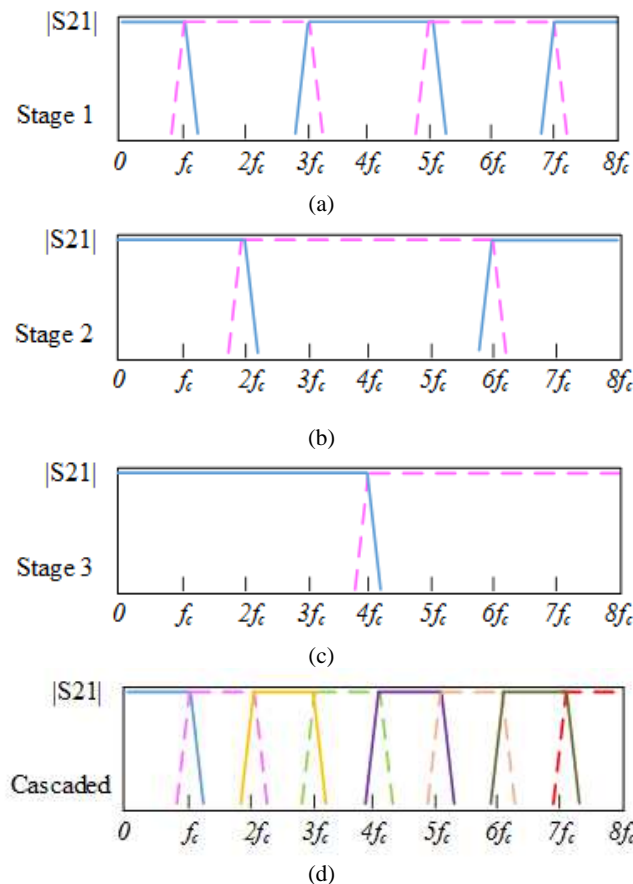 |S21|
Stage 1
0 fc 2fc 3fc 4fc 5fc 6fc 7fc 8fc
(a)
|S21|
Stage 2
0 fc 2fc 3fc 4fc 5fc 6fc 7fc 8fc
(b)
|S21|
Stage 3
0 fc 2fc 3fc 4fc 5fc 6fc 7fc 8fc
(c)
|S21|
Cascaded
0 fc 2fc 3fc 4fc 5fc 6fc 7fc 8fc
(d)